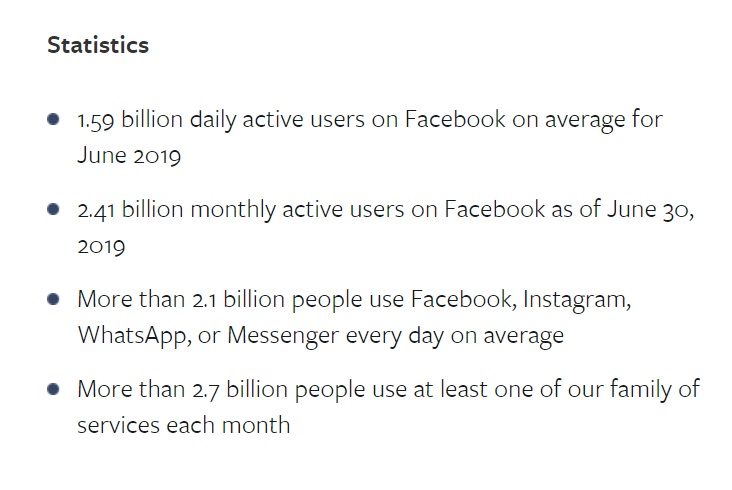 Statistics
1.59 billion daily active users on Facebook on average for
June 2019
2.41 billion monthly active users on Facebook as of June 30,
2019
More than 2.1 billion people use Facebook, Instagram,
WhatsApp, or Messenger every day on average
More than 2.7 billion people use at least one of our family of
services each month